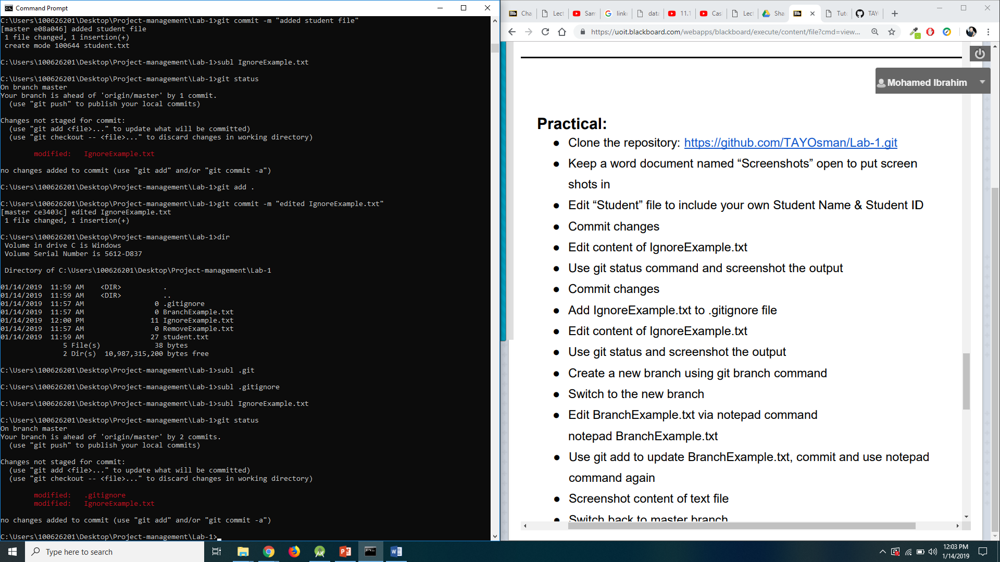 Command Prompt
C:\Users\100626201\Desktop\Project-management\Lab-1>git commit -m "added student file"
[master e08a046] added student file
 1 file changed, 1 insertion(+)
 create mode 100644 student.txt
C:\Users\100626201\Desktop\Project-management\Lab-1>subl IgnoreExample.txt
C:\Users\100626201\Desktop\Project-management\Lab-1>git status
On branch master
Your branch is ahead of 'origin/master' by 1 commit.
  (use "git push" to publish your local commits)
Changes not staged for commit:
  (use "git add <file>..." to update what will be committed)
  (use "git checkout -- <file>..." to discard changes in working directory)
        modified:   IgnoreExample.txt
no changes added to commit (use "git add" and/or "git commit -a")
C:\Users\100626201\Desktop\Project-management\Lab-1>git add .
C:\Users\100626201\Desktop\Project-management\Lab-1>git commit -m "edited IgnoreExample.txt"
[master ce3403c] edited IgnoreExample.txt
 1 file changed, 1 insertion(+)
C:\Users\100626201\Desktop\Project-management\Lab-1>dir
 Volume in drive C is Windows
 Volume Serial Number is 5612-D837
 Directory of C:\Users\100626201\Desktop\Project-management\Lab-1
01/14/2019  11:59 AM    <DIR>          .
01/14/2019  11:59 AM    <DIR>          ..
01/14/2019  11:57 AM                 0 .gitignore
01/14/2019  11:57 AM                 0 BranchExample.txt
01/14/2019  12:00 PM                11 IgnoreExample.txt
01/14/2019  11:57 AM                 0 RemoveExample.txt
01/14/2019  11:59 AM                27 student.txt
               5 File(s)             38 bytes
               2 Dir(s)  10,987,315,200 bytes free
C:\Users\100626201\Desktop\Project-management\Lab-1>subl .git
C:\Users\100626201\Desktop\Project-management\Lab-1>subl .gitignore
C:\Users\100626201\Desktop\Project-management\Lab-1>subl IgnoreExample.txt
C:\Users\100626201\Desktop\Project-management\Lab-1>git status
On branch master
Your branch is ahead of 'origin/master' by 2 commits.
  (use "git push" to publish your local commits)
Changes not staged for commit:
  (use "git add <file>..." to update what will be committed)
  (use "git checkout -- <file>..." to discard changes in working directory)
        modified:   .gitignore
        modified:   IgnoreExample.txt
no changes added to commit (use "git add" and/or "git commit -a")
C:\Users\100626201\Desktop\Project-management\Lab-1>
Bb Cha Lect Sam link data 11.1 Cas Lect Sha Bb Tut TAY
https://uoit.blackboard.com/webapps/blackboard/execute/content/file?cmd=view...
Mohamed Ibrahim
Practical:
● Clone the repository: https://github.com/TAYOsman/Lab-1.git
● Keep a word document named “Screenshots” open to put screen
shots in
● Edit “Student” file to include your own Student Name & Student ID
● Commit changes
● Edit content of IgnoreExample.txt
● Use git status command and screenshot the output
● Commit changes
● Add IgnoreExample.txt to .gitignore file
● Edit content of IgnoreExample.txt
● Use git status and screenshot the output
● Create a new branch using git branch command
● Switch to the new branch
● Edit BranchExample.txt via notepad command
notepad BranchExample.txt
● Use git add to update BranchExample.txt, commit and use notepad
command again
● Screenshot content of text file
● Switch back to master branch
Type here to search
12:03 PM
1/14/2019